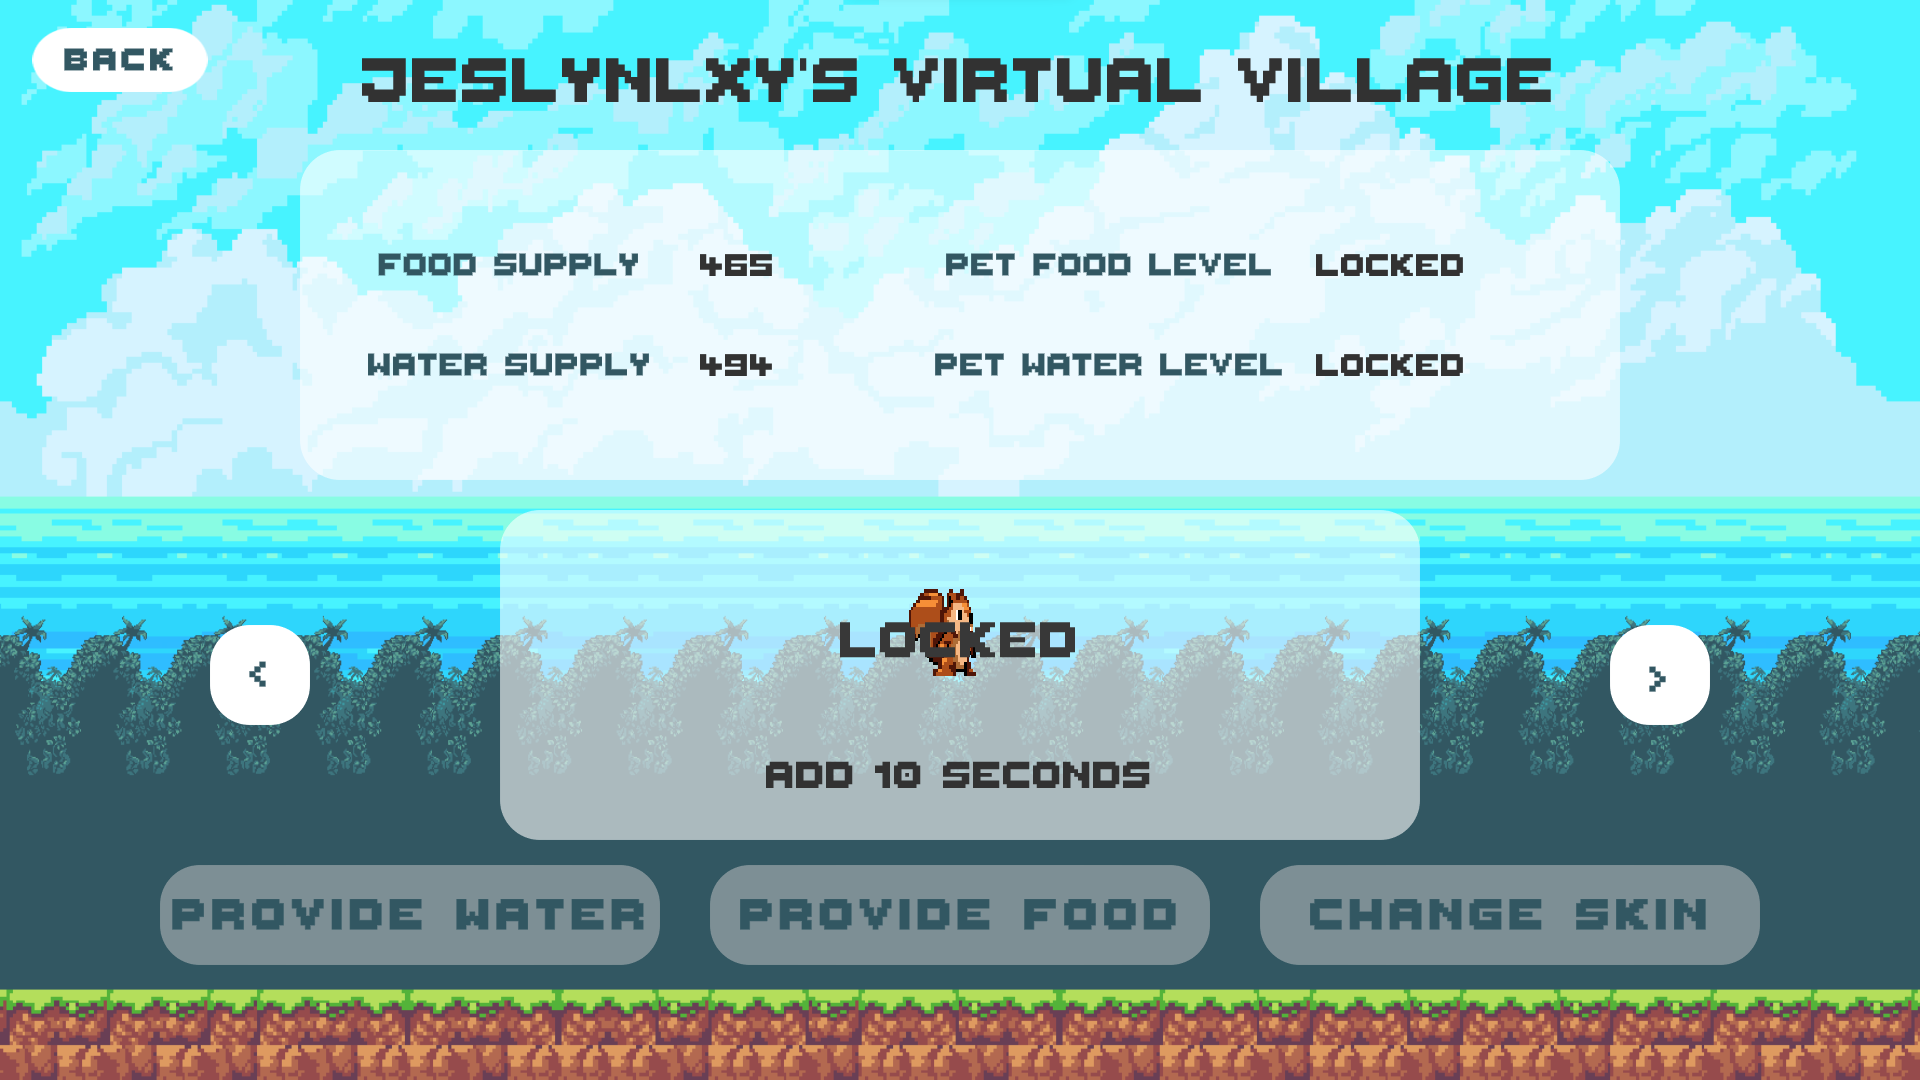 BACK
JESLYNLXY'S VIRTUAL VILLAGE
FOOD SUPPLY 465 PET FOOD LEVEL LOCKED
WATER SUPPLY 494 PET WATER LEVEL LOCKED
LOCKED
< >
ADD 10 SECONDS
PROVIDE WATER PROVIDE FOOD CHANGE SKIN